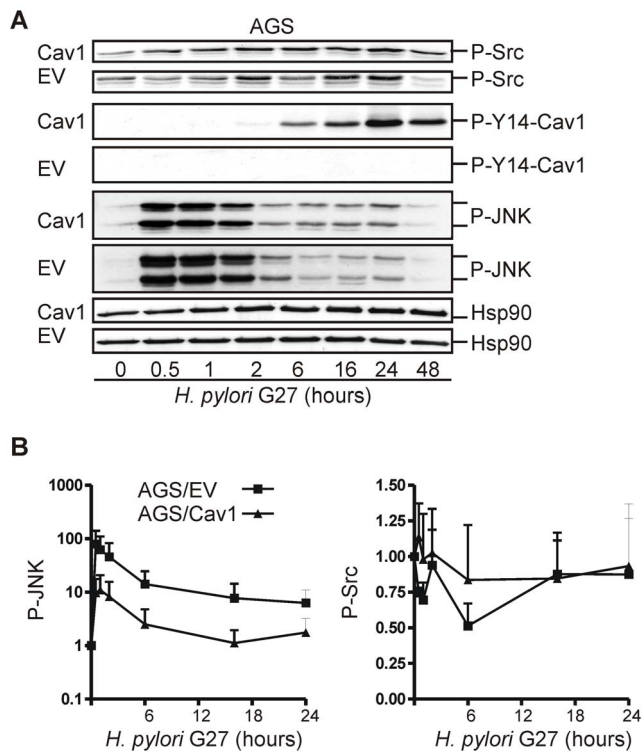 A
AGS
Cav1 P-Src
EV P-Src
Cav1 P-Y14-Cav1
EV P-Y14-Cav1
Cav1 P-JNK
EV P-JNK
Cav1 Hsp90
EV Hsp90
0 0.5 1 2 6 16 24 48
H. pylori G27 (hours)
B
AGS/EV
AGS/Cav1
P-JNK
1000
100
10
1
0.1
6 12 18 24
H. pylori G27 (hours)
P-Src
1.50
1.25
1.00
0.75
0.50
0.25
0.00
6 12 18 24
H. pylori G27 (hours)